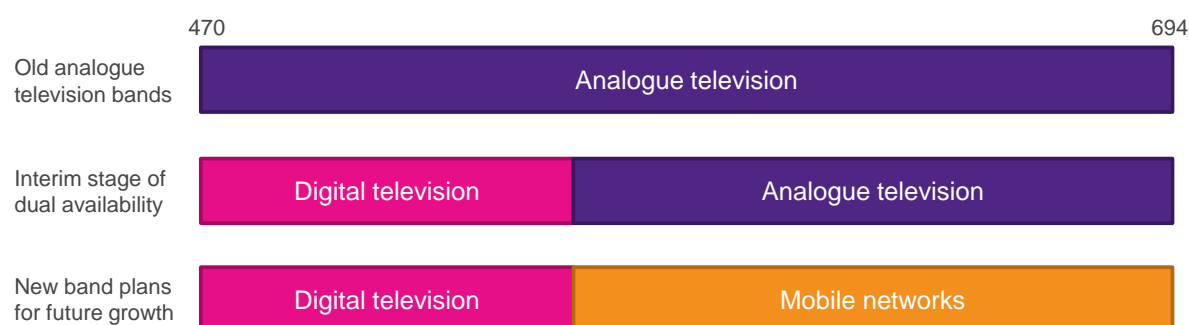 470 694
Old analogue
television bands
Analogue television
Interim stage of
dual availability
Digital television
Analogue television
New band plans
for future growth
Digital television
Mobile networks